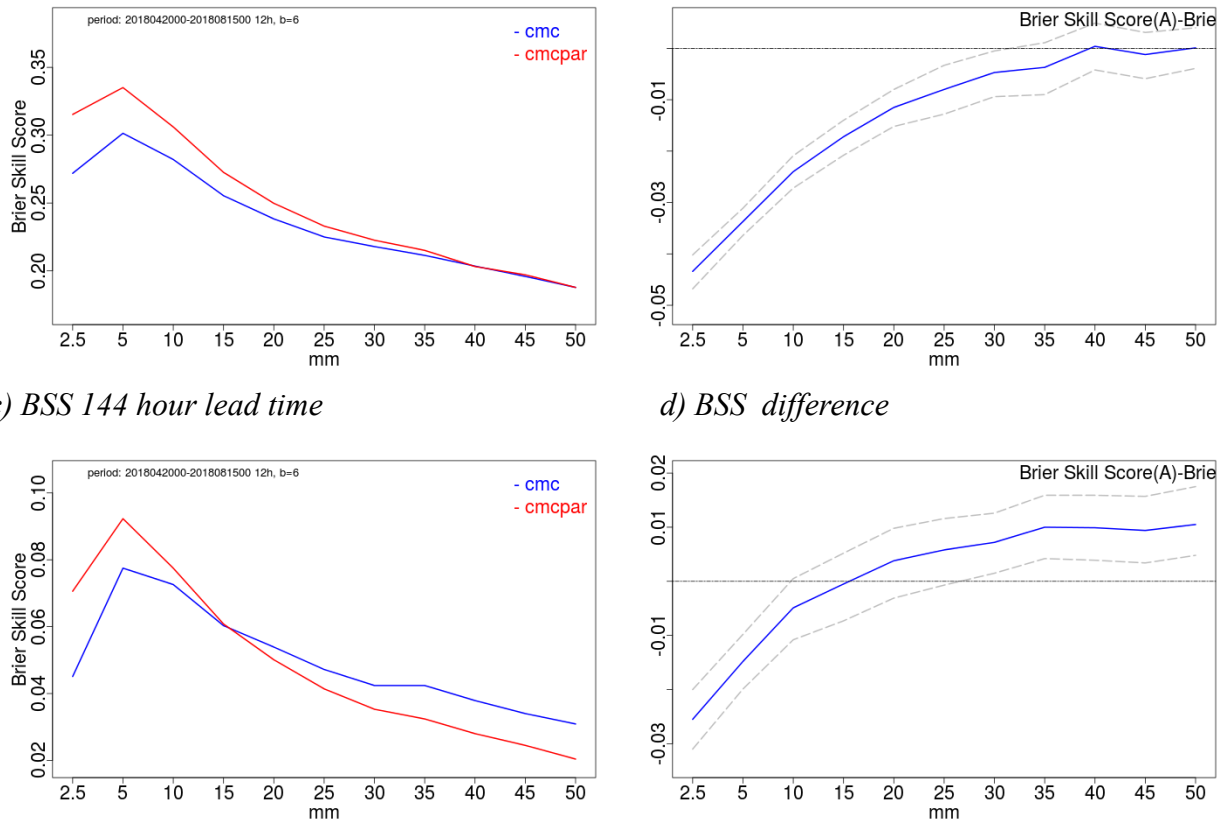 period: 2018042000-2018081500 12h, b=6
- cmc
- cmcpar
Brier Skill Score
0.35
0.30
0.25
0.20
2.5 5 10 15 20 25 30 35 40 45 50
mm
Brier Skill Score(A)-Brie
-0.01
-0.03
-0.05
2.5 5 10 15 20 25 30 35 40 45 50
mm
) BSS 144 hour lead time
d) BSS difference
period: 2018042000-2018081500 12h, b=6
- cmc
- cmcpar
Brier Skill Score
0.10
0.08
0.06
0.04
0.02
2.5 5 10 15 20 25 30 35 40 45 50
mm
Brier Skill Score(A)-Brie
0.02
0.01
-0.01
-0.03
2.5 5 10 15 20 25 30 35 40 45 50
mm